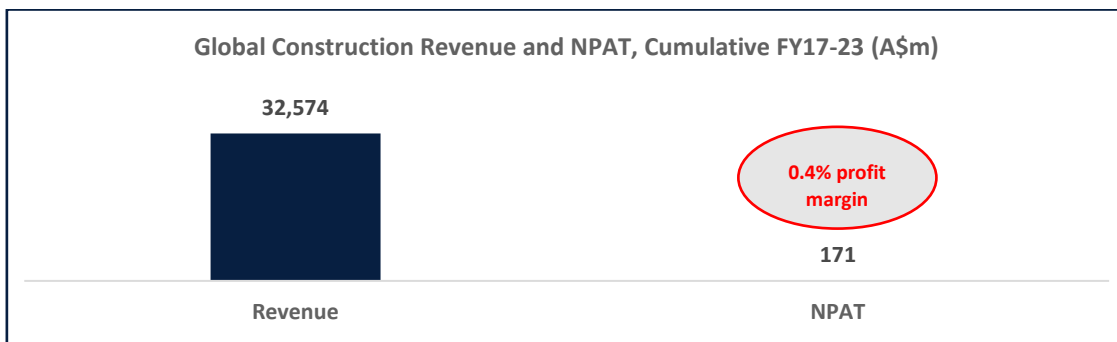 Global Construction Revenue and NPAT, Cumulative FY17-23 (A$m)
32,574
0.4% profit
margin
171
Revenue
NPAT